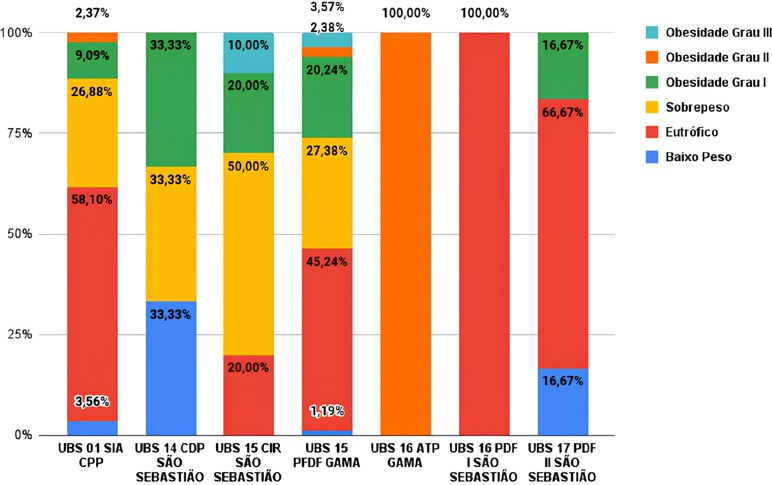 2,37%
3,57%
2,38%
100,00%
100,00%
100%
75%
50%
25%
0%
9,09%
26,88%
58,10%
3,56%
33,33%
33,33%
33,33%
10,00%
20,00%
50,00%
20,00%
20,24%
27,38%
45,24%
1,19%
16,67%
66,67%
16,67%
UBS 01 SIA
CPP
UBS 14 CDP
SÃO
SEBASTIÃO
UBS 15 CIR
SÃO
SEBASTIÃO
UBS 15
PFDF GAMA
UBS 16 ATP
GAMA
UBS 16 PDF
I SÃO
SEBASTIÃO
UBS 17 PDF
II SÃO
SEBASTIÃO
Obesidade Grau III
Obesidade Grau II
Obesidade Grau I
Sobrepeso
Eutrófico
Baixo Peso